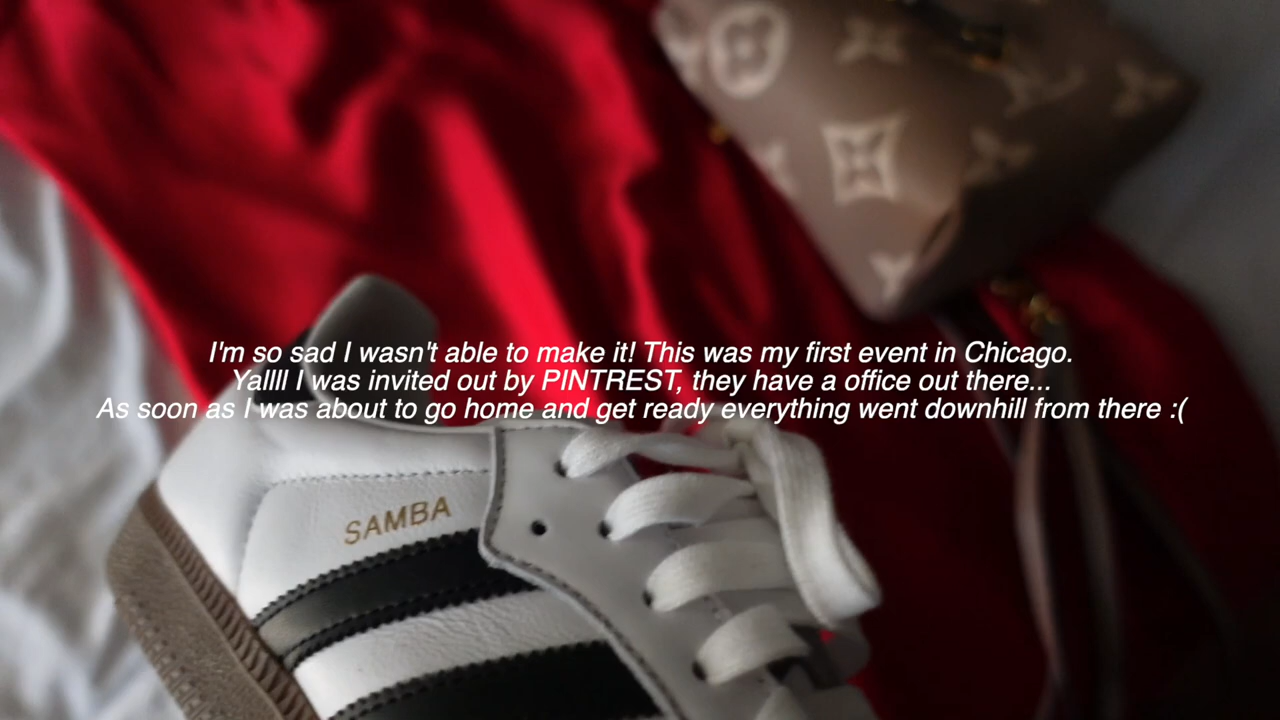 I'm so sad I wasn't able to make it! This was my first event in Chicago.
Yallll I was invited out by PINTREST, they have a office out there...
As soon as I was about to go home and get ready everything went downhill from there :(
SAMBA